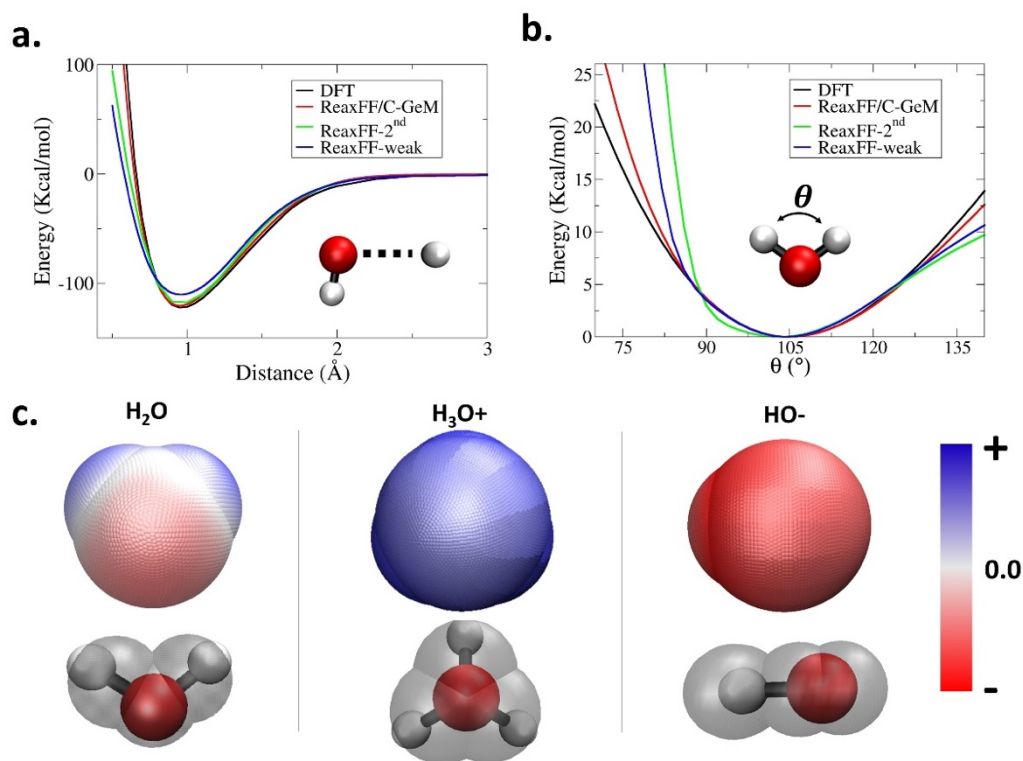 a.
Energy (Kcal/mol)
100
0
-100
DFT
ReaxFF/C-GeM
ReaxFF-2nd
ReaxFF-weak
1
2
3
Distance (Å)
b.
Energy (Kcal/mol)
25
20
15
10
5
0
DFT
ReaxFF/C-GeM
ReaxFF-2nd
ReaxFF-weak
θ
75
90
105
120
135
θ (°)
c.
H₂O
H₃O+
HO-
+
0.0
-